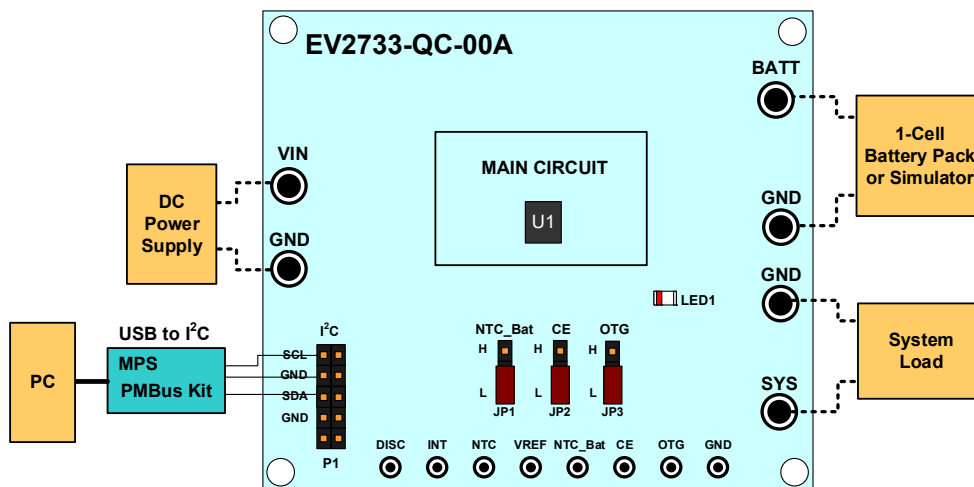 EV2733-QC-00A
BATT
1-Cell
Battery Pack
or Simulator
VIN
MAIN CIRCUIT
DC
Power
Supply
U1
GND
GND
GND
LED1
USB to I²C
I²C
NTC_Bat
CE
OTG
PC
MPS
PMBus Kit
SCL
GND
SDA
GND
H
H
H
L
L
L
System
Load
SYS
JP1
JP2
JP3
P1
DISC
INT
NTC
VREF
NTC_Bat
CE
OTG
GND